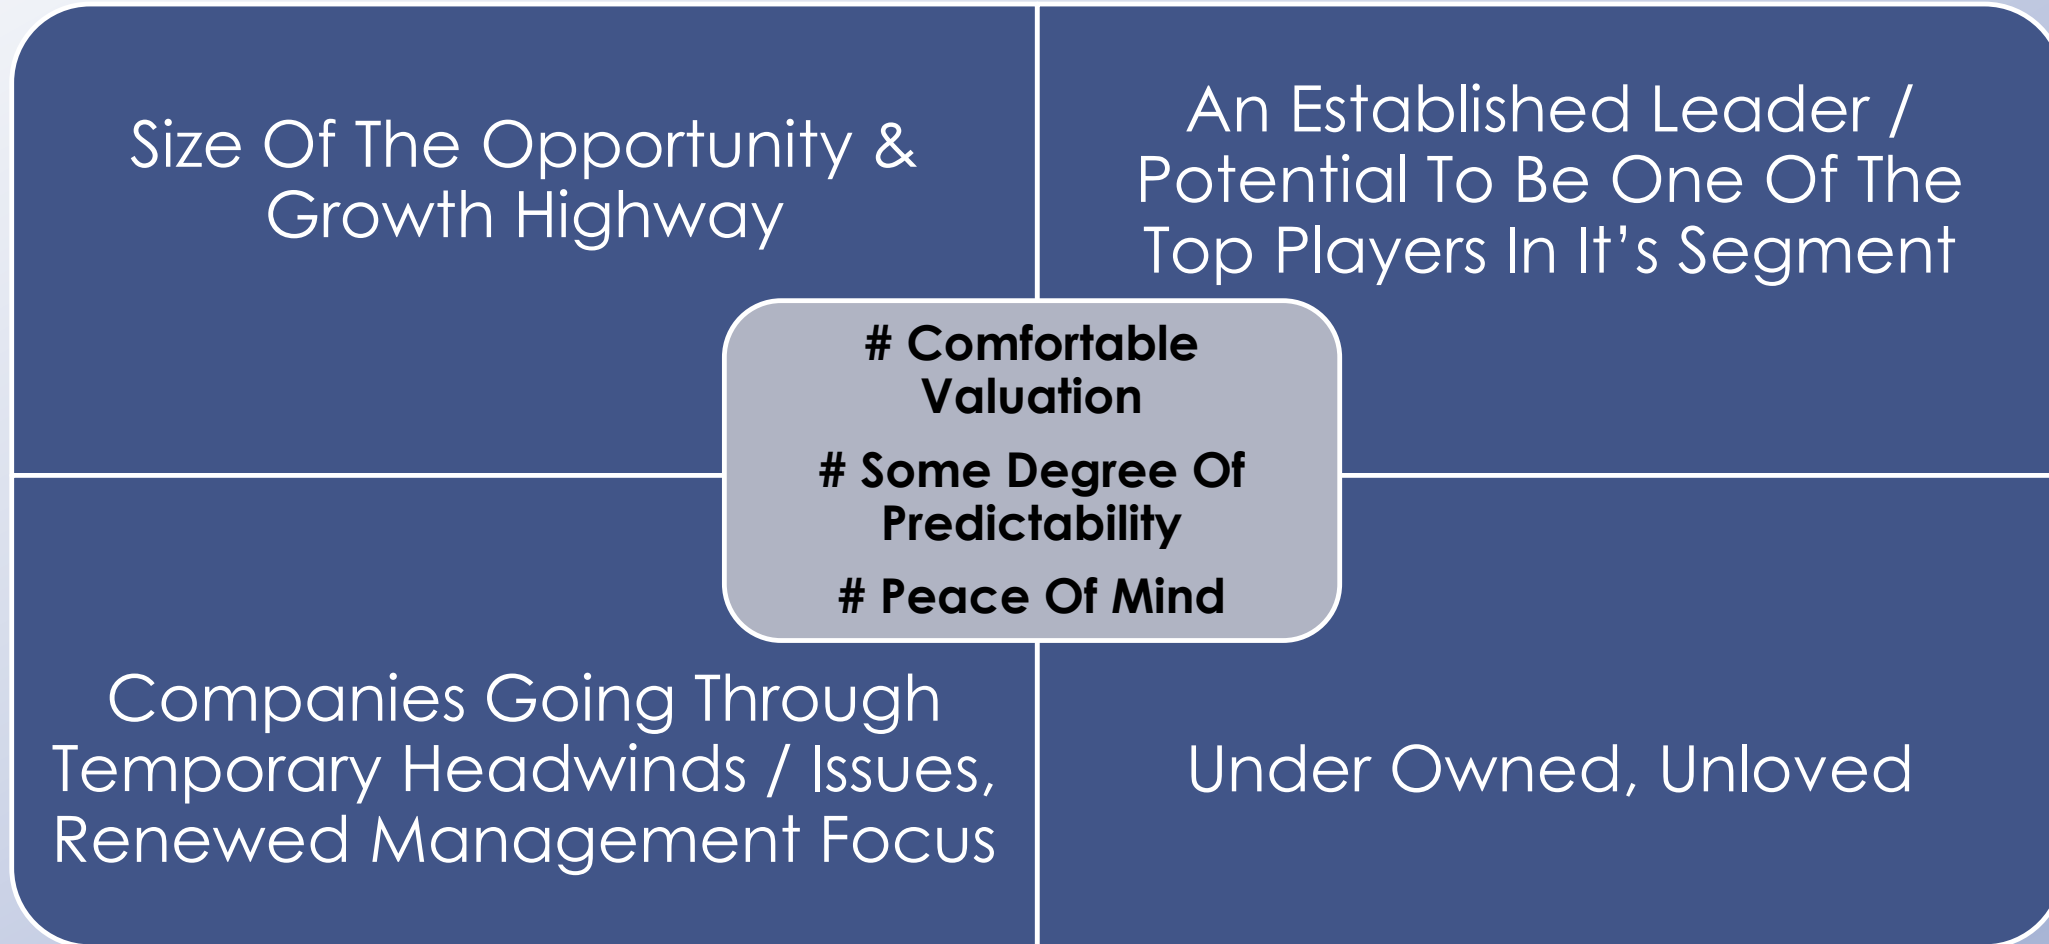 Size Of The Opportunity &
Growth Highway
An Established Leader /
Potential To Be One Of The
Top Players In It’s Segment
# Comfortable
Valuation
# Some Degree Of
Predictability
# Peace Of Mind
Companies Going Through
Temporary Headwinds / Issues,
Renewed Management Focus
Under Owned, Unloved